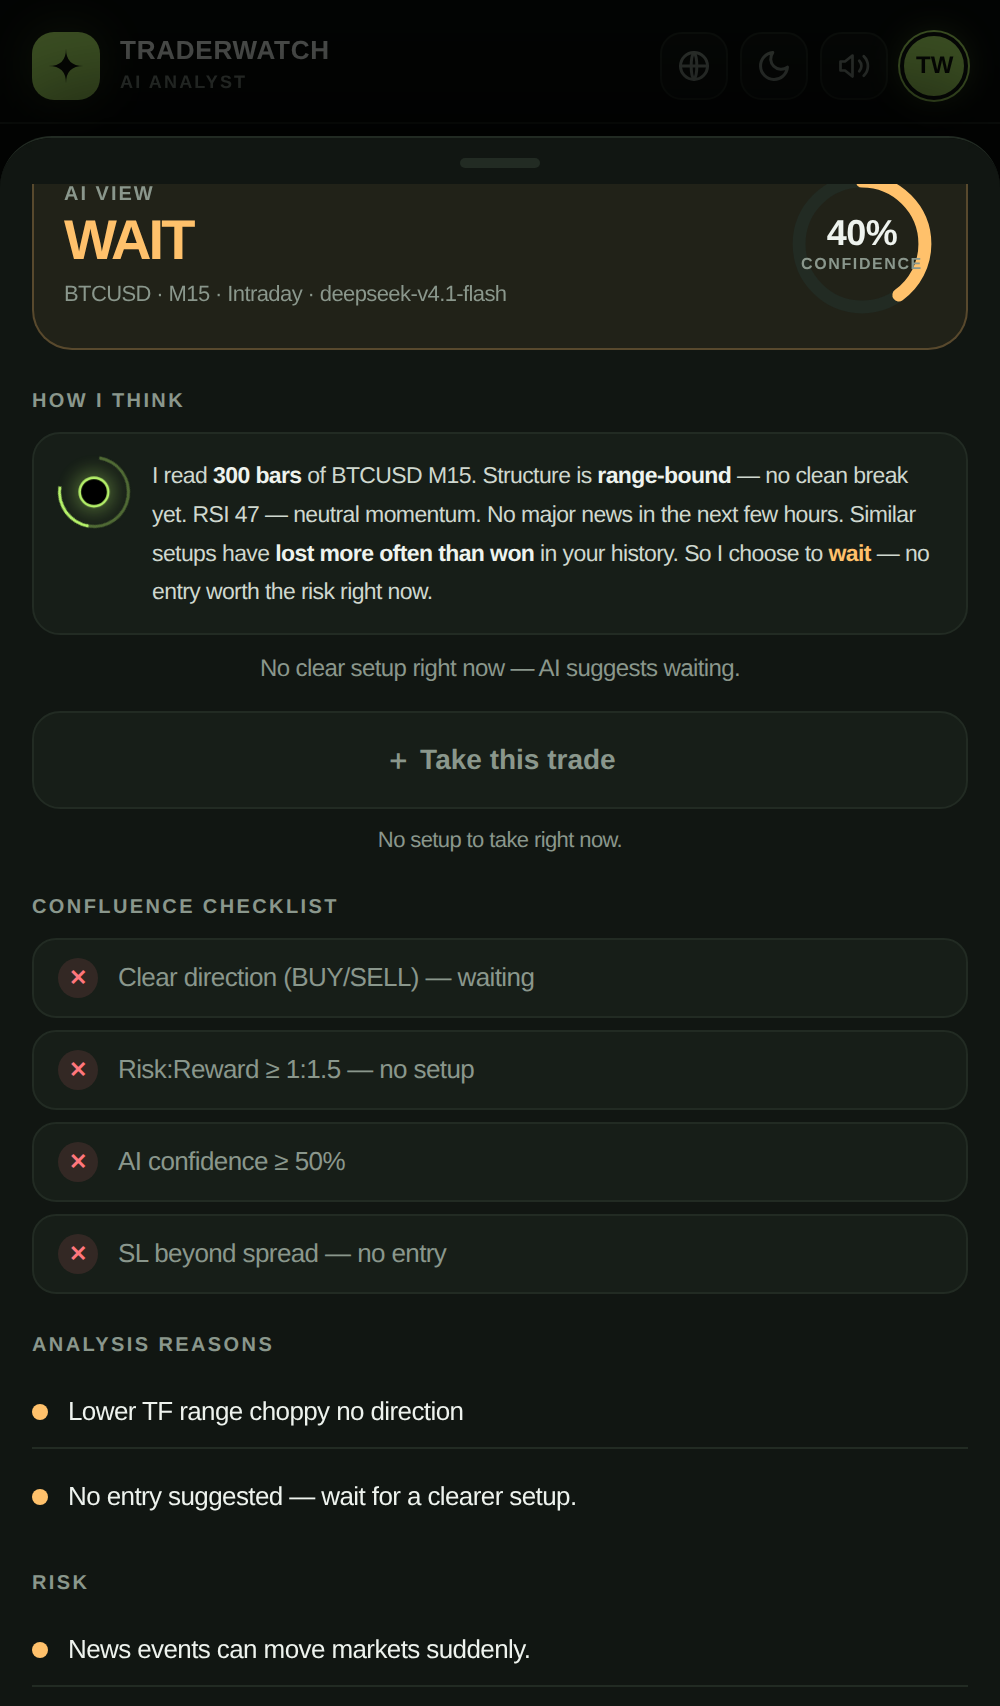 TRADERWATCH
AI ANALYST
TW
AI VIEW
WAIT
BTCUSD · M15 · Intraday · deepseek-v4.1-flash
40%
CONFIDENCE
HOW I THINK
I read 300 bars of BTCUSD M15. Structure is range-bound — no clean break
yet. RSI 47 — neutral momentum. No major news in the next few hours. Similar
setups have lost more often than won in your history. So I choose to wait — no
entry worth the risk right now.
No clear setup right now — AI suggests waiting.
+ Take this trade
No setup to take right now.
CONFLUENCE CHECKLIST
Clear direction (BUY/SELL) — waiting
Risk:Reward ≥ 1:1.5 — no setup
AI confidence ≥ 50%
SL beyond spread — no entry
ANALYSIS REASONS
Lower TF range choppy no direction
No entry suggested — wait for a clearer setup.
RISK
News events can move markets suddenly.